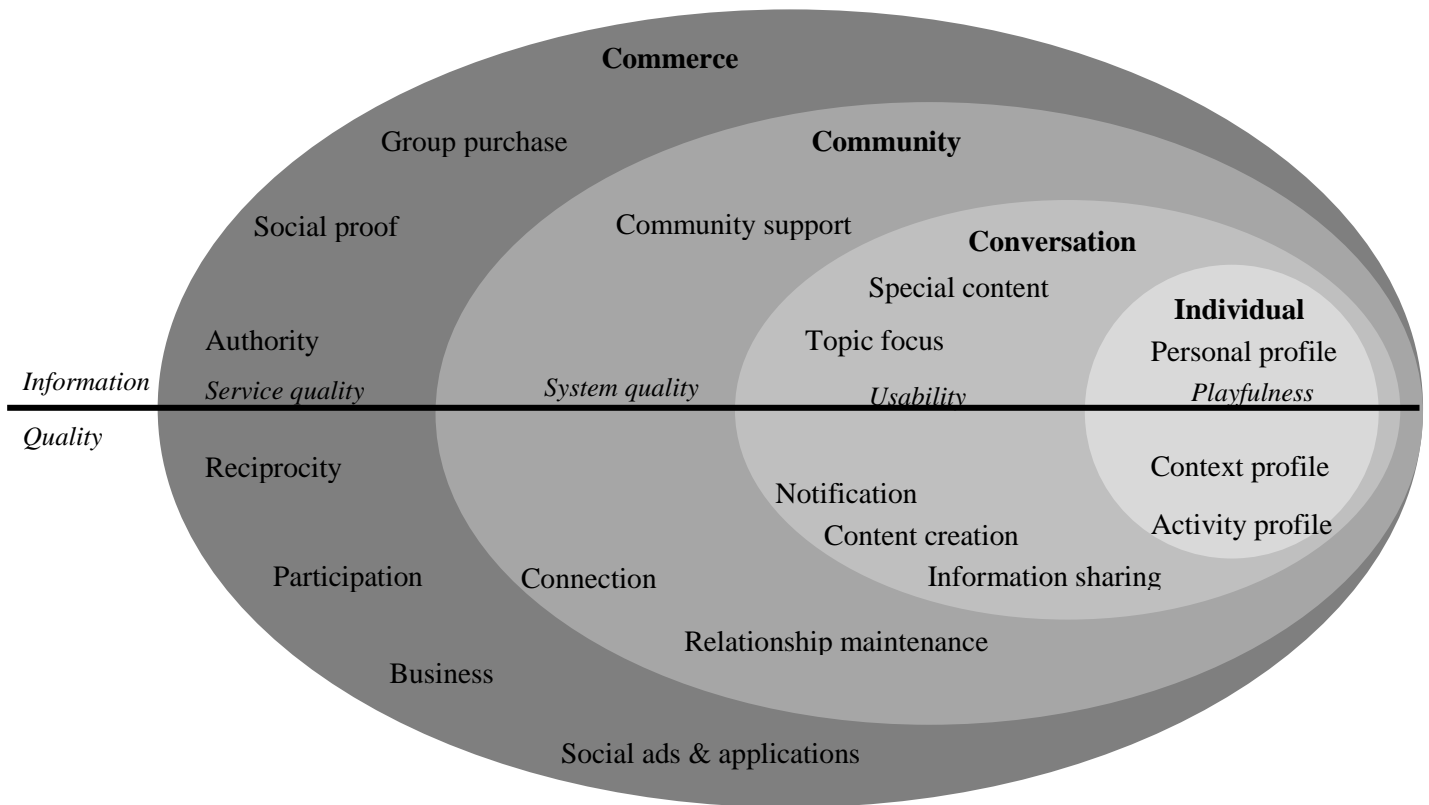 Commerce
Group purchase
Community
Social proof
Community support
Conversation
Special content
Individual
Authority
Topic focus
Personal profile
Information
Service quality
System quality
Usability
Playfulness
Quality
Reciprocity
Context profile
Notification
Activity profile
Content creation
Participation
Connection
Information sharing
Relationship maintenance
Business
Social ads & applications